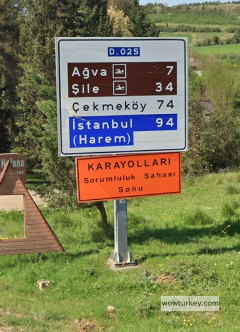 D.025
Ağva 7
Şile 34
Çekmeköy 74
İstanbul 94
(Harem)
KARAYOLLARI
Sorumluluk Sahası
Sonu
wowturkey.com